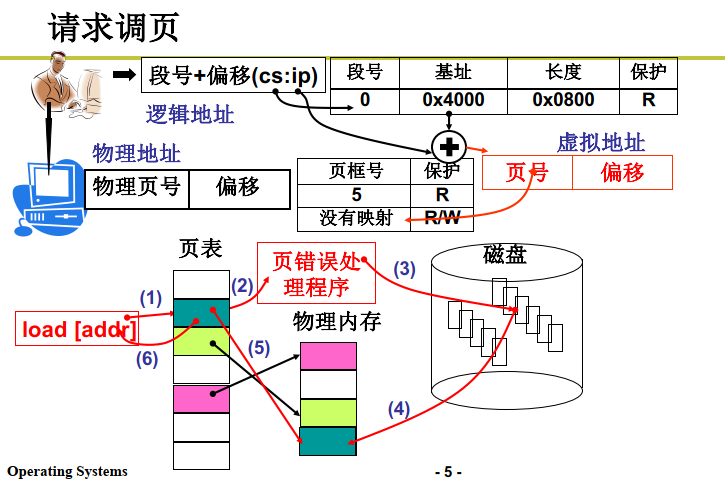 请求调页
段号+偏移(cs:ip)
逻辑地址
段号 基址 长度 保护
0 0x4000 0x0800 R
物理地址
物理页号 偏移
虚拟地址
页号 偏移
页框号 保护
5 R
没有映射 R/W
页表
页错误处
理程序
磁盘
(1)
(2)
(3)
load [addr]
物理内存
(6)
(5)
(4)
Operating Systems
- 5 -